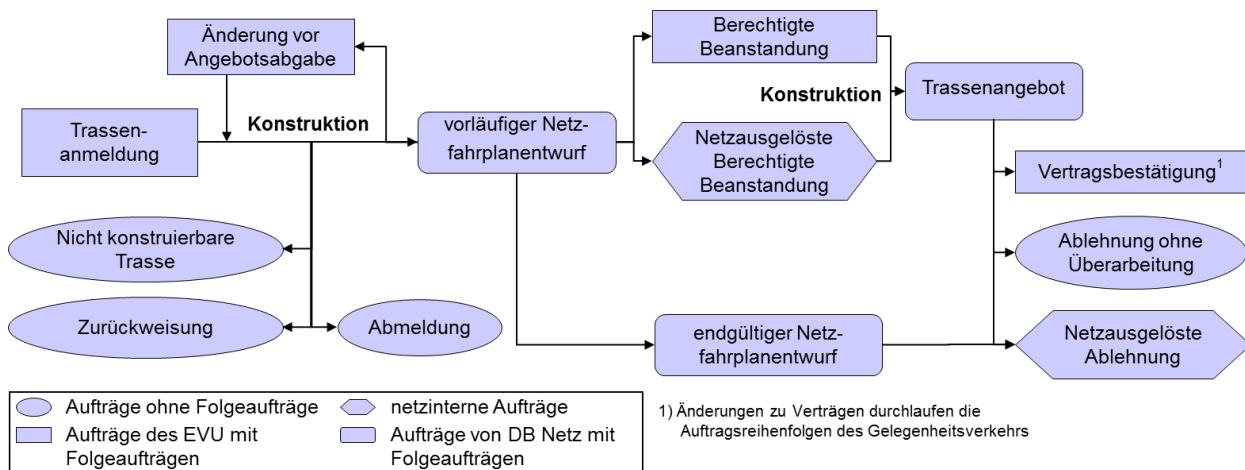 Änderung vor
Angebotsabgabe
Berechtigte
Beanstandung
Trassen-
anmeldung
Konstruktion
vorläufiger Netz-
fahrplanentwurf
Konstruktion
Netzausgelöste
Berechtigte
Beanstandung
Trassenangebot
Vertragsbestätigung¹
Nicht konstruierbare
Trasse
Ablehnung ohne
Überarbeitung
Zurückweisung
Abmeldung
endgültiger Netz-
fahrplanentwurf
Netzausgelöste
Ablehnung
Aufträge ohne Folgeaufträge
netzinterne Aufträge
Aufträge des EVU mit
Folgeaufträgen
Aufträge von DB Netz mit
Folgeaufträgen
1) Änderungen zu Verträgen durchlaufen die
Auftragsreihenfolgen des Gelegenheitsverkehrs